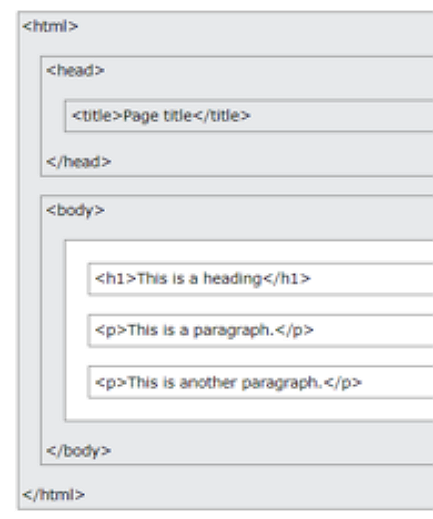 <html>
<head>
<title>Page title</title>
</head>
<body>
<h1>This is a heading</h1>
<p>This is a paragraph.</p>
<p>This is another paragraph.</p>
</body>
</html>